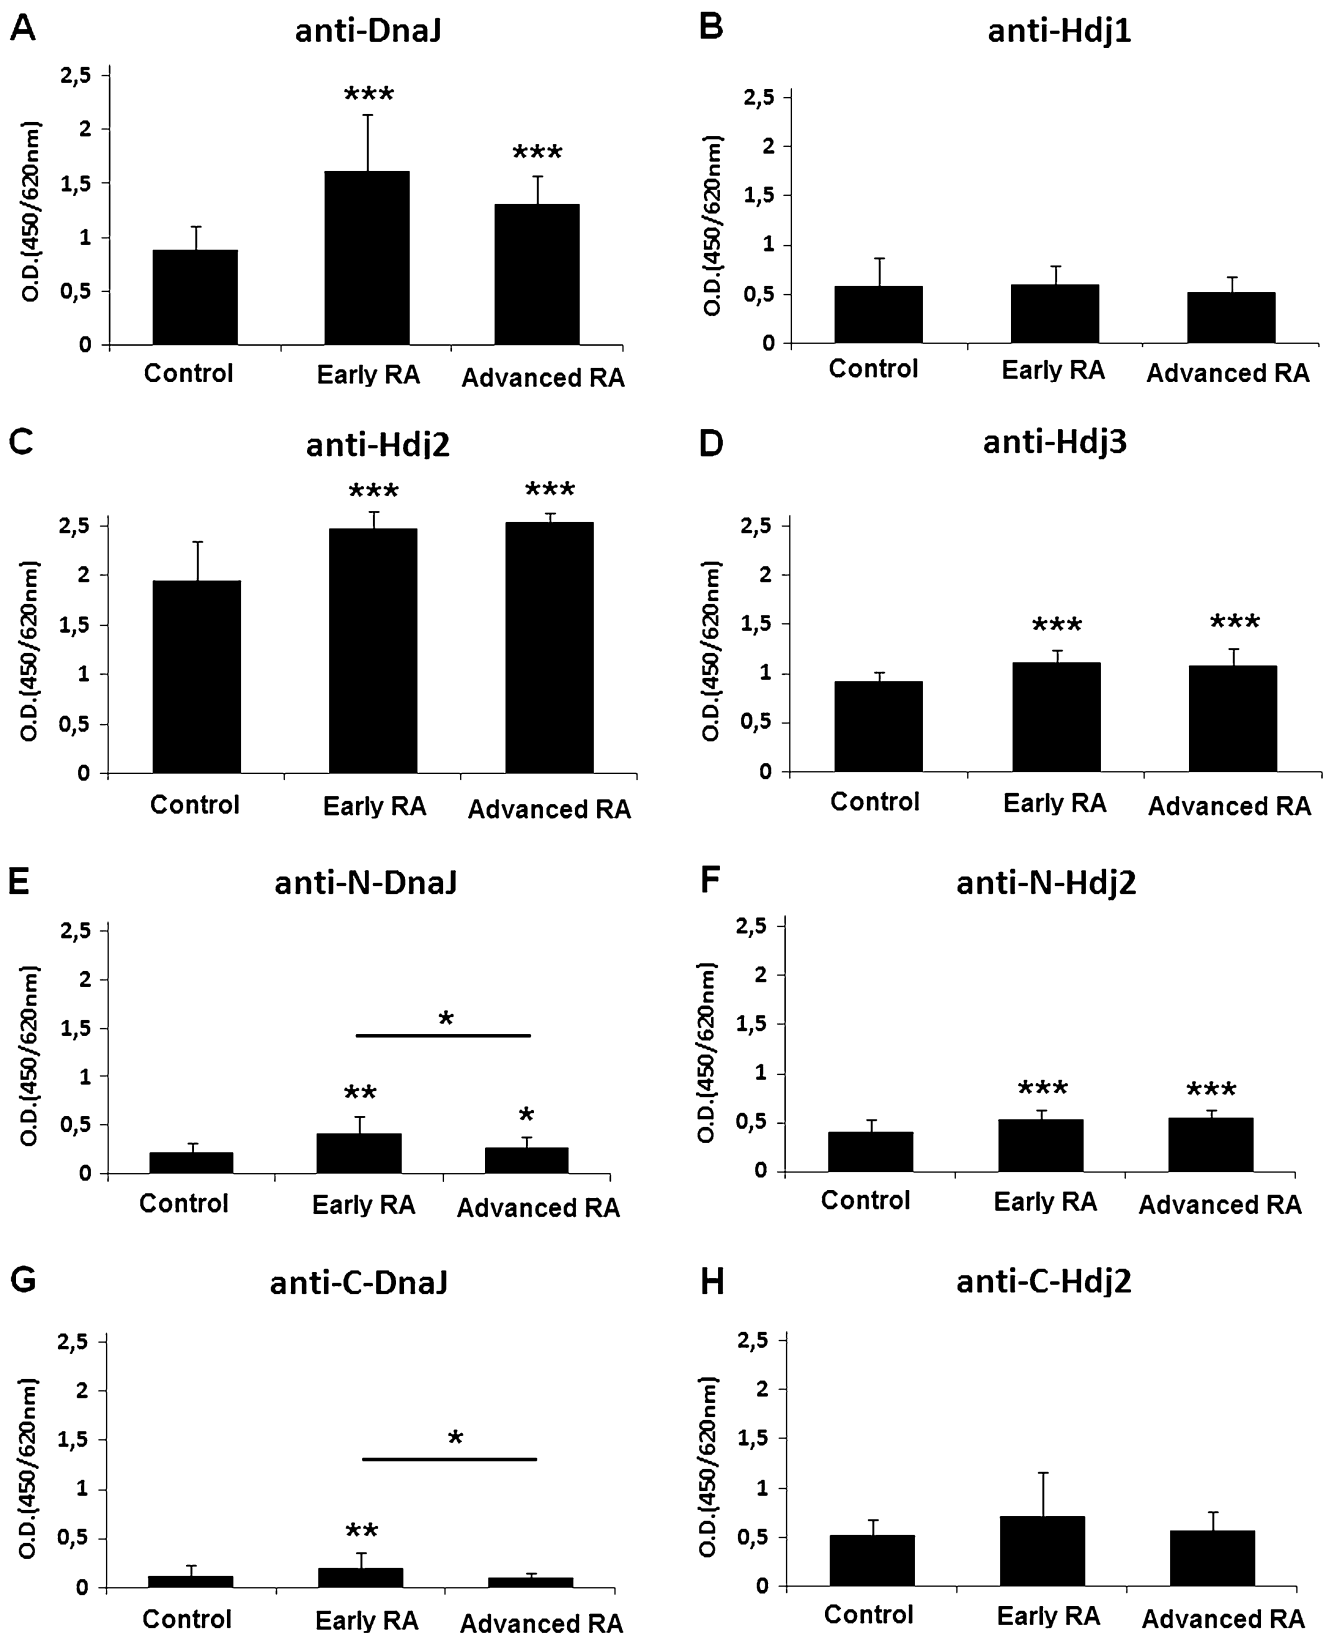 A anti-DnaJ
O.D.(450/620nm)
2,5
***
2
***
1,5
1
0,5
0
Control Early RA Advanced RA
B anti-Hdj1
O.D.(450/620nm)
2,5
2
1,5
1
0,5
0
Control Early RA Advanced RA
C anti-Hdj2
O.D.(450/620nm)
*** ***
2,5
2
1,5
1
0,5
0
Control Early RA Advanced RA
D anti-Hdj3
O.D.(450/620nm)
2,5
2
1,5
*** ***
1
0,5
0
Control Early RA Advanced RA
E anti-N-DnaJ
O.D.(450/620nm)
2,5
2
1,5
*
1
** *
0,5
0
Control Early RA Advanced RA
F anti-N-Hdj2
O.D.(450/620nm)
2,5
2
1,5
1
*** ***
0,5
0
Control Early RA Advanced RA
G anti-C-DnaJ
O.D.(450/620nm)
2,5
2
1,5
*
1
**
0,5
0
Control Early RA Advanced RA
H anti-C-Hdj2
O.D.(450/620nm)
2,5
2
1,5
1
0,5
0
Control Early RA Advanced RA